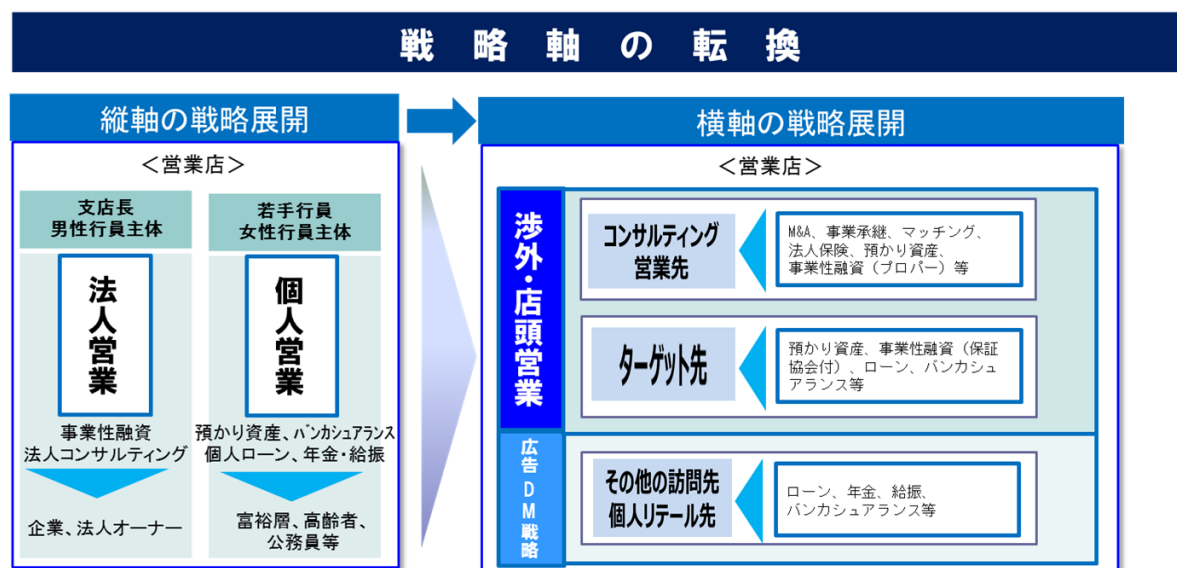 戦略軸の転換
縦軸の戦略展開
＜営業店＞
支店長
男性行員主体
法人営業
事業性融資
法人コンサルティング
企業、法人オーナー
若手行員
女性行員主体
個人営業
預かり資産、バンカシュアランス
個人ローン、年金・給振
富裕層、高齢者、
公務員等
横軸の戦略展開
＜営業店＞
渉外・店頭営業
コンサルティング
営業先
M&A、事業承継、マッチング、
法人保険、預かり資産、
事業性融資（プロパー）等
ターゲット先
預かり資産、事業性融資（保証
協会付）、ローン、バンカシュ
アランス等
広告DM戦略
その他の訪問先
個人リテール先
ローン、年金、給振、
バンカシュアランス等